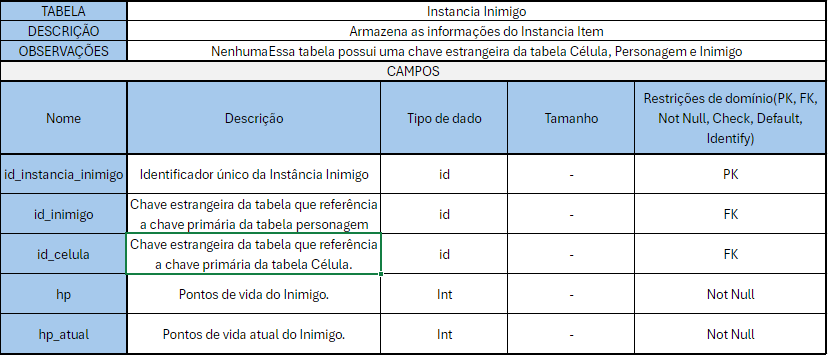 TABELA Instancia Inimigo
DESCRIÇÃO Armazena as informações do Instancia Item
OBSERVAÇÕES NenhumaEssa tabela possui uma chave estrangeira da tabela Célula, Personagem e Inimigo
CAMPOS
Nome Descrição Tipo de dado Tamanho Restrições de domínio(PK, FK,
Not Null, Check, Default,
Identify)
id_instancia_inimigo Identificador único da Instância Inimigo id - PK
id_inimigo Chave estrangeira da tabela que referência
a chave primária da tabela personagem id - FK
id_celula Chave estrangeira da tabela que referência
a chave primária da tabela Célula. id - FK
hp Pontos de vida do Inimigo. Int - Not Null
hp_atual Pontos de vida atual do Inimigo. Int - Not Null